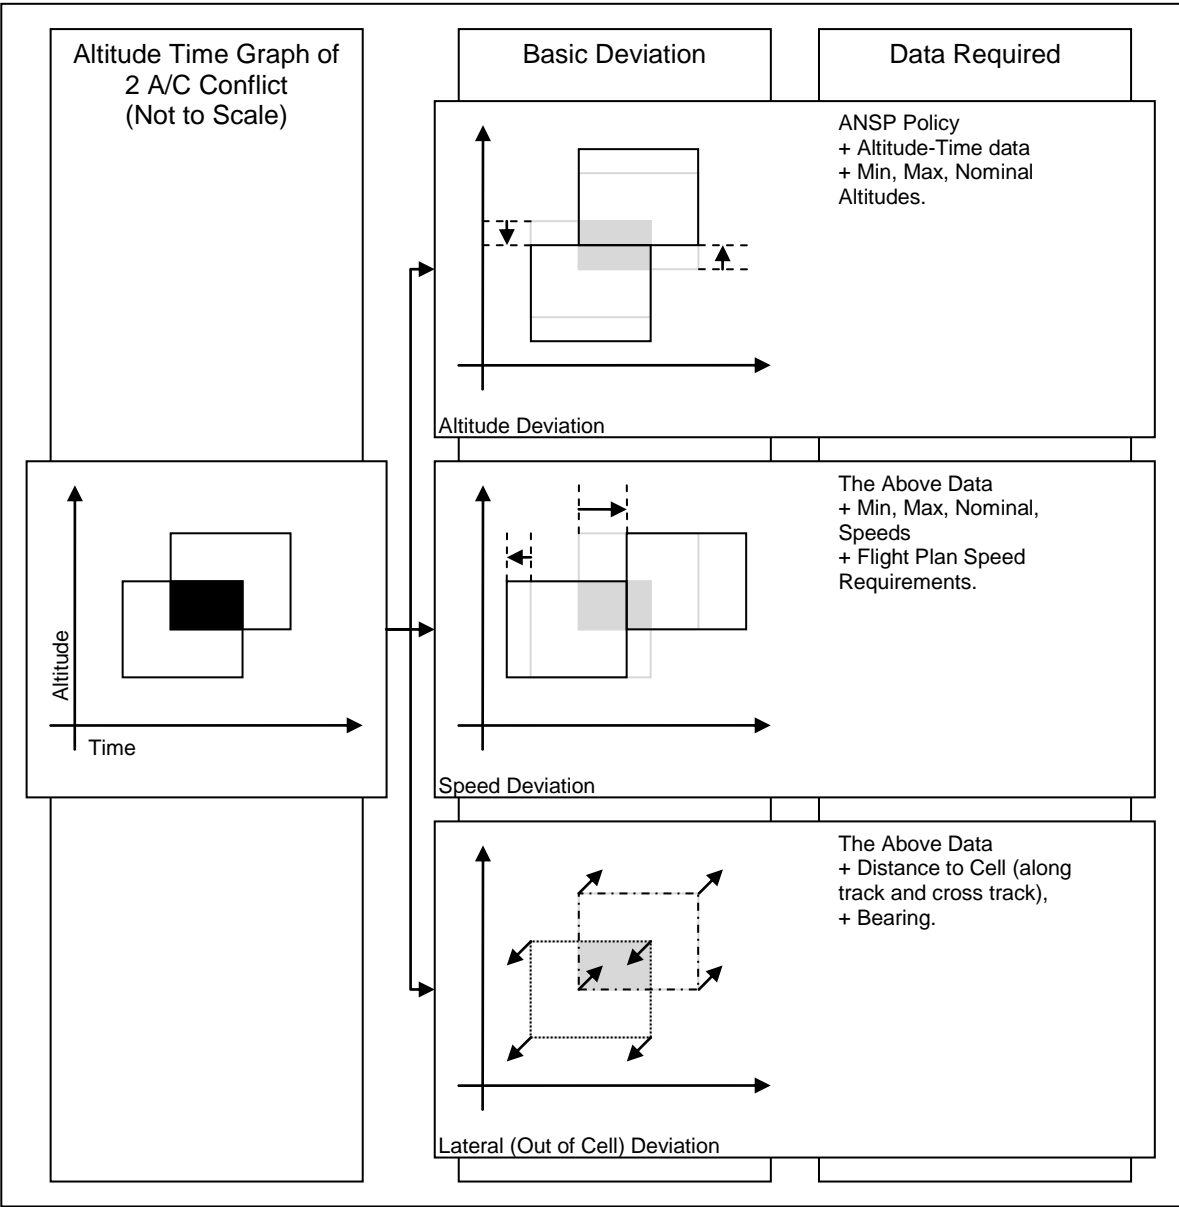 Altitude Time Graph of
2 A/C Conflict
(Not to Scale)
Basic Deviation
Data Required
ANSP Policy
+ Altitude-Time data
+ Min, Max, Nominal
Altitudes.
Altitude Deviation
Altitude
Time
The Above Data
+ Min, Max, Nominal,
Speeds
+ Flight Plan Speed
Requirements.
Speed Deviation
The Above Data
+ Distance to Cell (along
track and cross track),
+ Bearing.
Lateral (Out of Cell) Deviation